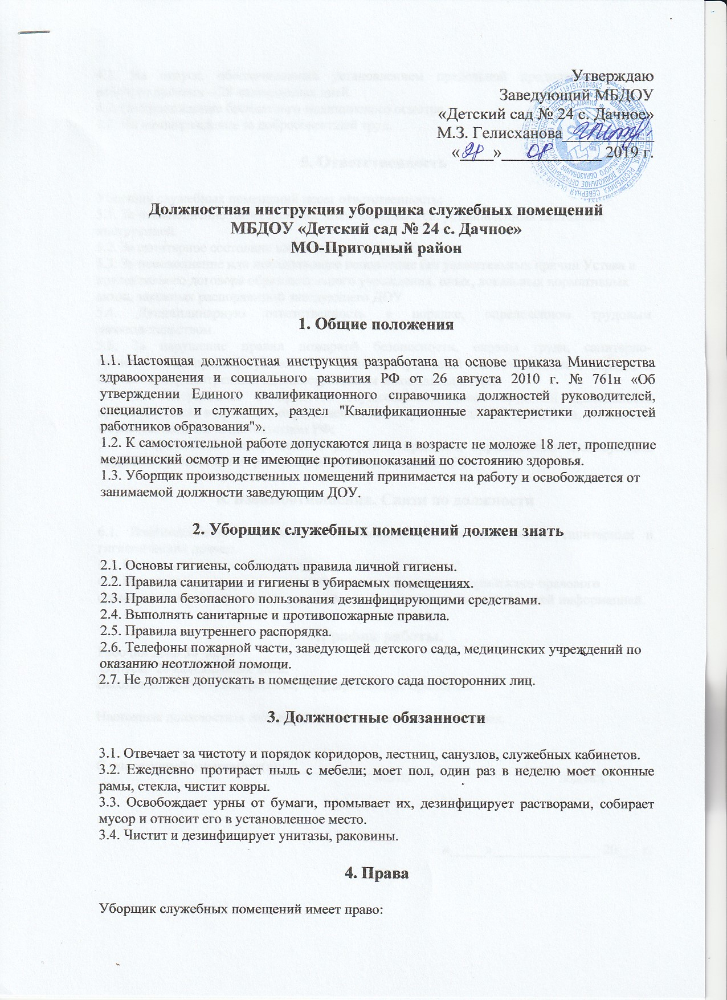 Утверждаю
Заведующий МБДОУ
«Детский сад № 24 с. Дачное»
М.З. Гелисханова____________
«____»_____________ 2019 г.
Должностная инструкция уборщика служебных помещений
МБДОУ «Детский сад № 24 с. Дачное»
МО-Пригодный район
1. Общие положения
1.1. Настоящая должностная инструкция разработана на основе приказа Министерства
здравоохранения и социального развития РФ от 26 августа 2010 г. № 761н «Об
утверждении Единого квалификационного справочника должностей руководителей,
специалистов и служащих, раздел "Квалификационные характеристики должностей
работников образования"».
1.2. К самостоятельной работе допускаются лица в возрасте не моложе 18 лет, прошедшие
медицинский осмотр и не имеющие противопоказаний по состоянию здоровья.
1.3. Уборщик производственных помещений принимается на работу и освобождается от
занимаемой должности заведующим ДОУ.
2. Уборщик служебных помещений должен знать
2.1. Основы гигиены, соблюдать правила личной гигиены.
2.2. Правила санитарии и гигиены в убираемых помещениях.
2.3. Правила безопасного пользования дезинфицирующими средствами.
2.4. Выполнять санитарные и противопожарные правила.
2.5. Правила внутреннего распорядка.
2.6. Телефоны пожарной части, заведующей детского сада, медицинских учреждений по
оказанию неотложной помощи.
2.7. Не должен допускать в помещение детского сада посторонних лиц.
3. Должностные обязанности
3.1. Отвечает за чистоту и порядок коридоров, лестниц, санузлов, служебных кабинетов.
3.2. Ежедневно протирает пыль с мебели; моет пол, один раз в неделю моет оконные
рамы, стекла, чистит ковры.
3.3. Освобождает урны от бумаги, промывает их, дезинфицирует растворами, собирает
мусор и относит его в установленное место.
3.4. Чистит и дезинфицирует унитазы, раковины.
4. Права
Уборщик служебных помещений имеет право: